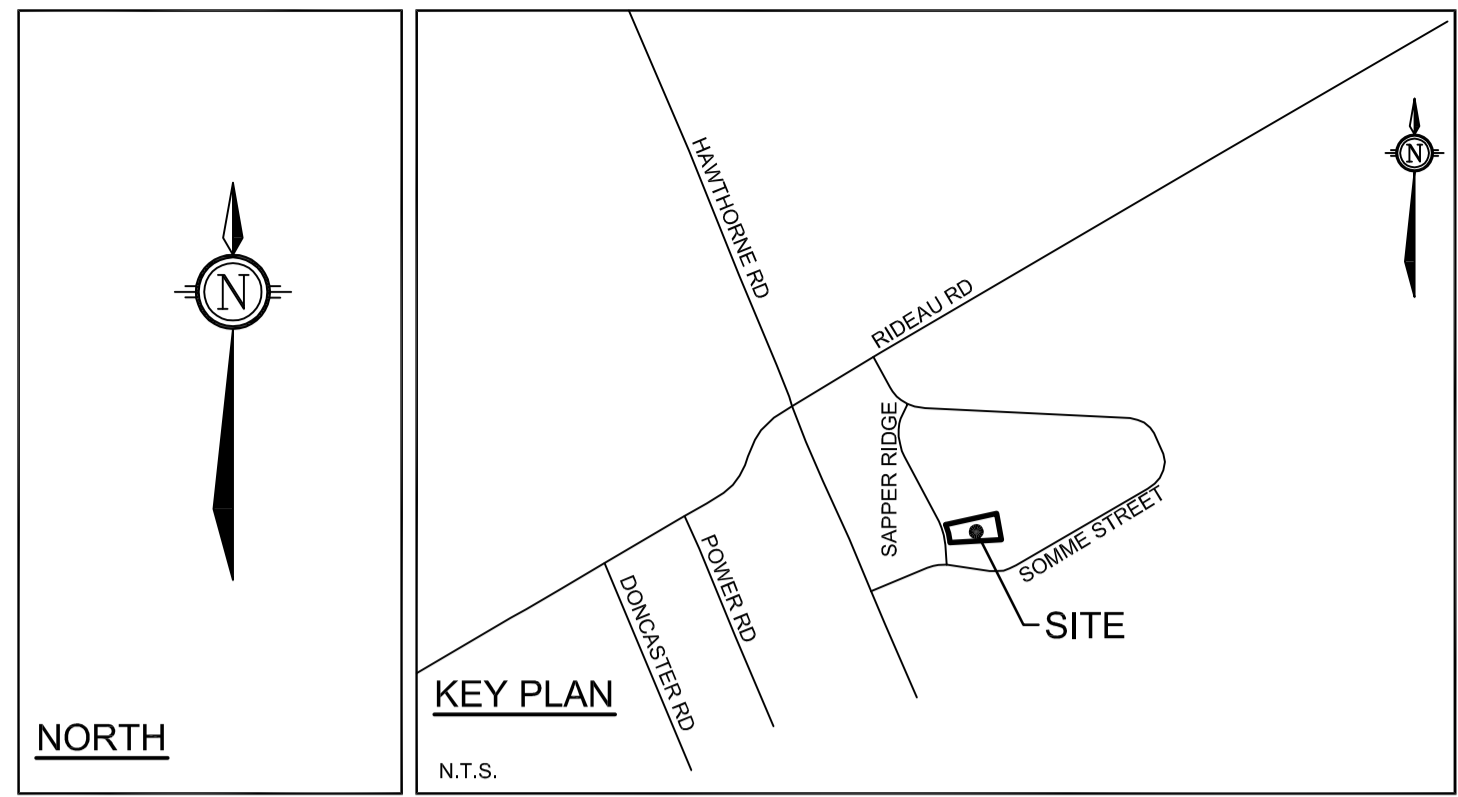 N
NORTH
HAWTHORNE RD
N
RIDEAU RD
SAPPER RIDGE
SOMME STREET
POWER RD
DONCASTER RD
SITE
KEY PLAN
N.T.S.